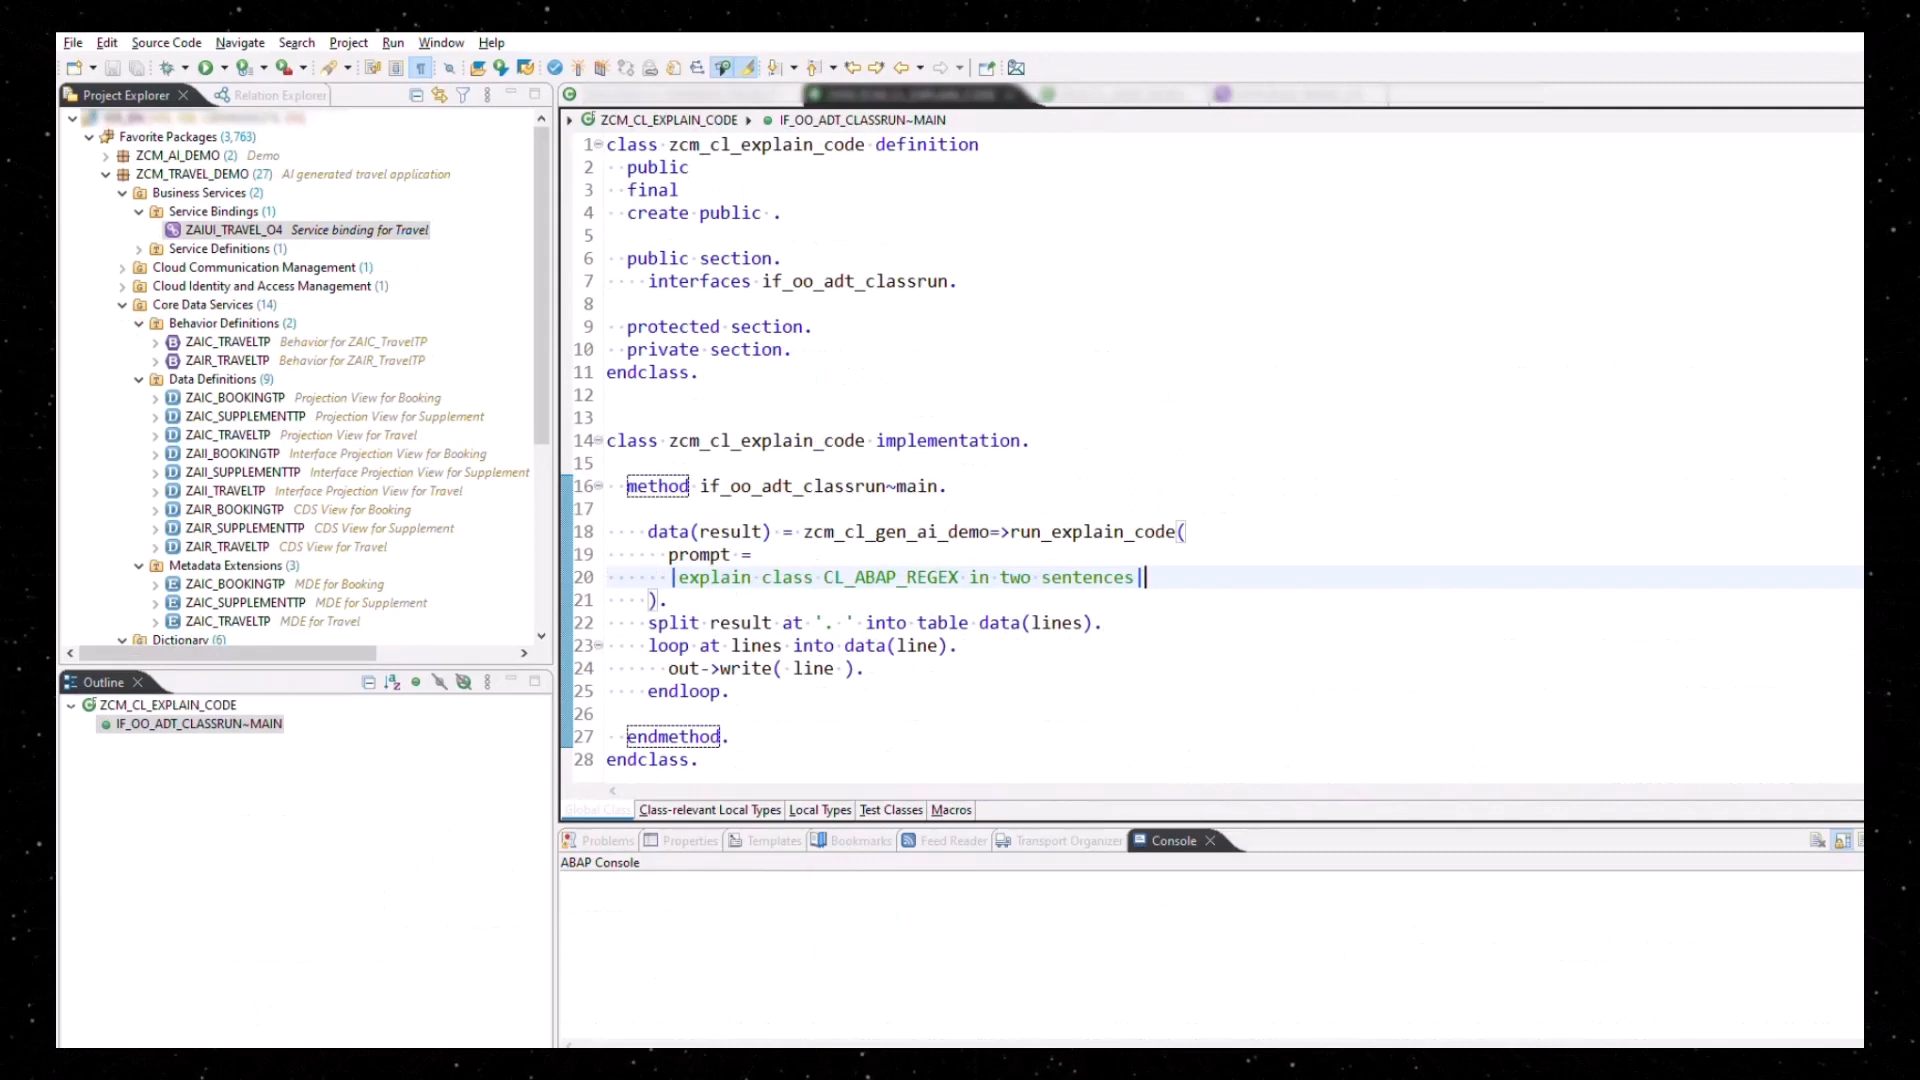 File Edit Source Code Navigate Search Project Run Window Help
Project Explorer
Relation Explorer
Favorite Packages (3,763)
ZCM_AI_DEMO (2) Demo
ZCM_TRAVEL_DEMO (27) AI generated travel application
Business Services (2)
Service Bindings (1)
ZAIUI_TRAVEL_O4 Service binding for Travel
Service Definitions (1)
Cloud Communication Management (1)
Cloud Identity and Access Management (1)
Core Data Services (14)
Behavior Definitions (2)
ZAIC_TRAVELTP Behavior for ZAIC_TravelTP
ZAIR_TRAVELTP Behavior for ZAIR_TravelTP
Data Definitions (9)
ZAIC_BOOKINGTP Projection View for Booking
ZAIC_SUPPLEMENTTP Projection View for Supplement
ZAIC_TRAVELTP Projection View for Travel
ZAII_BOOKINGTP Interface Projection View for Booking
ZAII_SUPPLEMENTTP Interface Projection View for Supplement
ZAII_TRAVELTP Interface Projection View for Travel
ZAIR_BOOKINGTP CDS View for Booking
ZAIR_SUPPLEMENTTP CDS View for Supplement
ZAIR_TRAVELTP CDS View for Travel
Metadata Extensions (3)
ZAIC_BOOKINGTP MDE for Booking
ZAIC_SUPPLEMENTTP MDE for Supplement
ZAIC_TRAVELTP MDE for Travel
Dictionary (6)
Outline
ZCM_CL_EXPLAIN_CODE
IF_OO_ADT_CLASSRUN~MAIN
ZCM_CL_EXPLAIN_CODE IF_OO_ADT_CLASSRUN~MAIN
1 class zcm_cl_explain_code definition
2 public
3 final
4 create public .
5
6 public section.
7 interfaces if_oo_adt_classrun.
8
9 protected section.
10 private section.
11 endclass.
12
13
14 class zcm_cl_explain_code implementation.
15
16 method if_oo_adt_classrun~main.
17
18 data(result) = zcm_cl_gen_ai_demo=>run_explain_code(
19 prompt =
20 |explain class CL_ABAP_REGEX in two sentences|
21 ).
22 split result at '. ' into table data(lines).
23 loop at lines into data(line).
24 out->write( line ).
25 endloop.
26
27 endmethod.
28 endclass.
Global Class Class-relevant Local Types Local Types Test Classes Macros
Problems Properties Templates Bookmarks Feed Reader Transport Organizer Console
ABAP Console